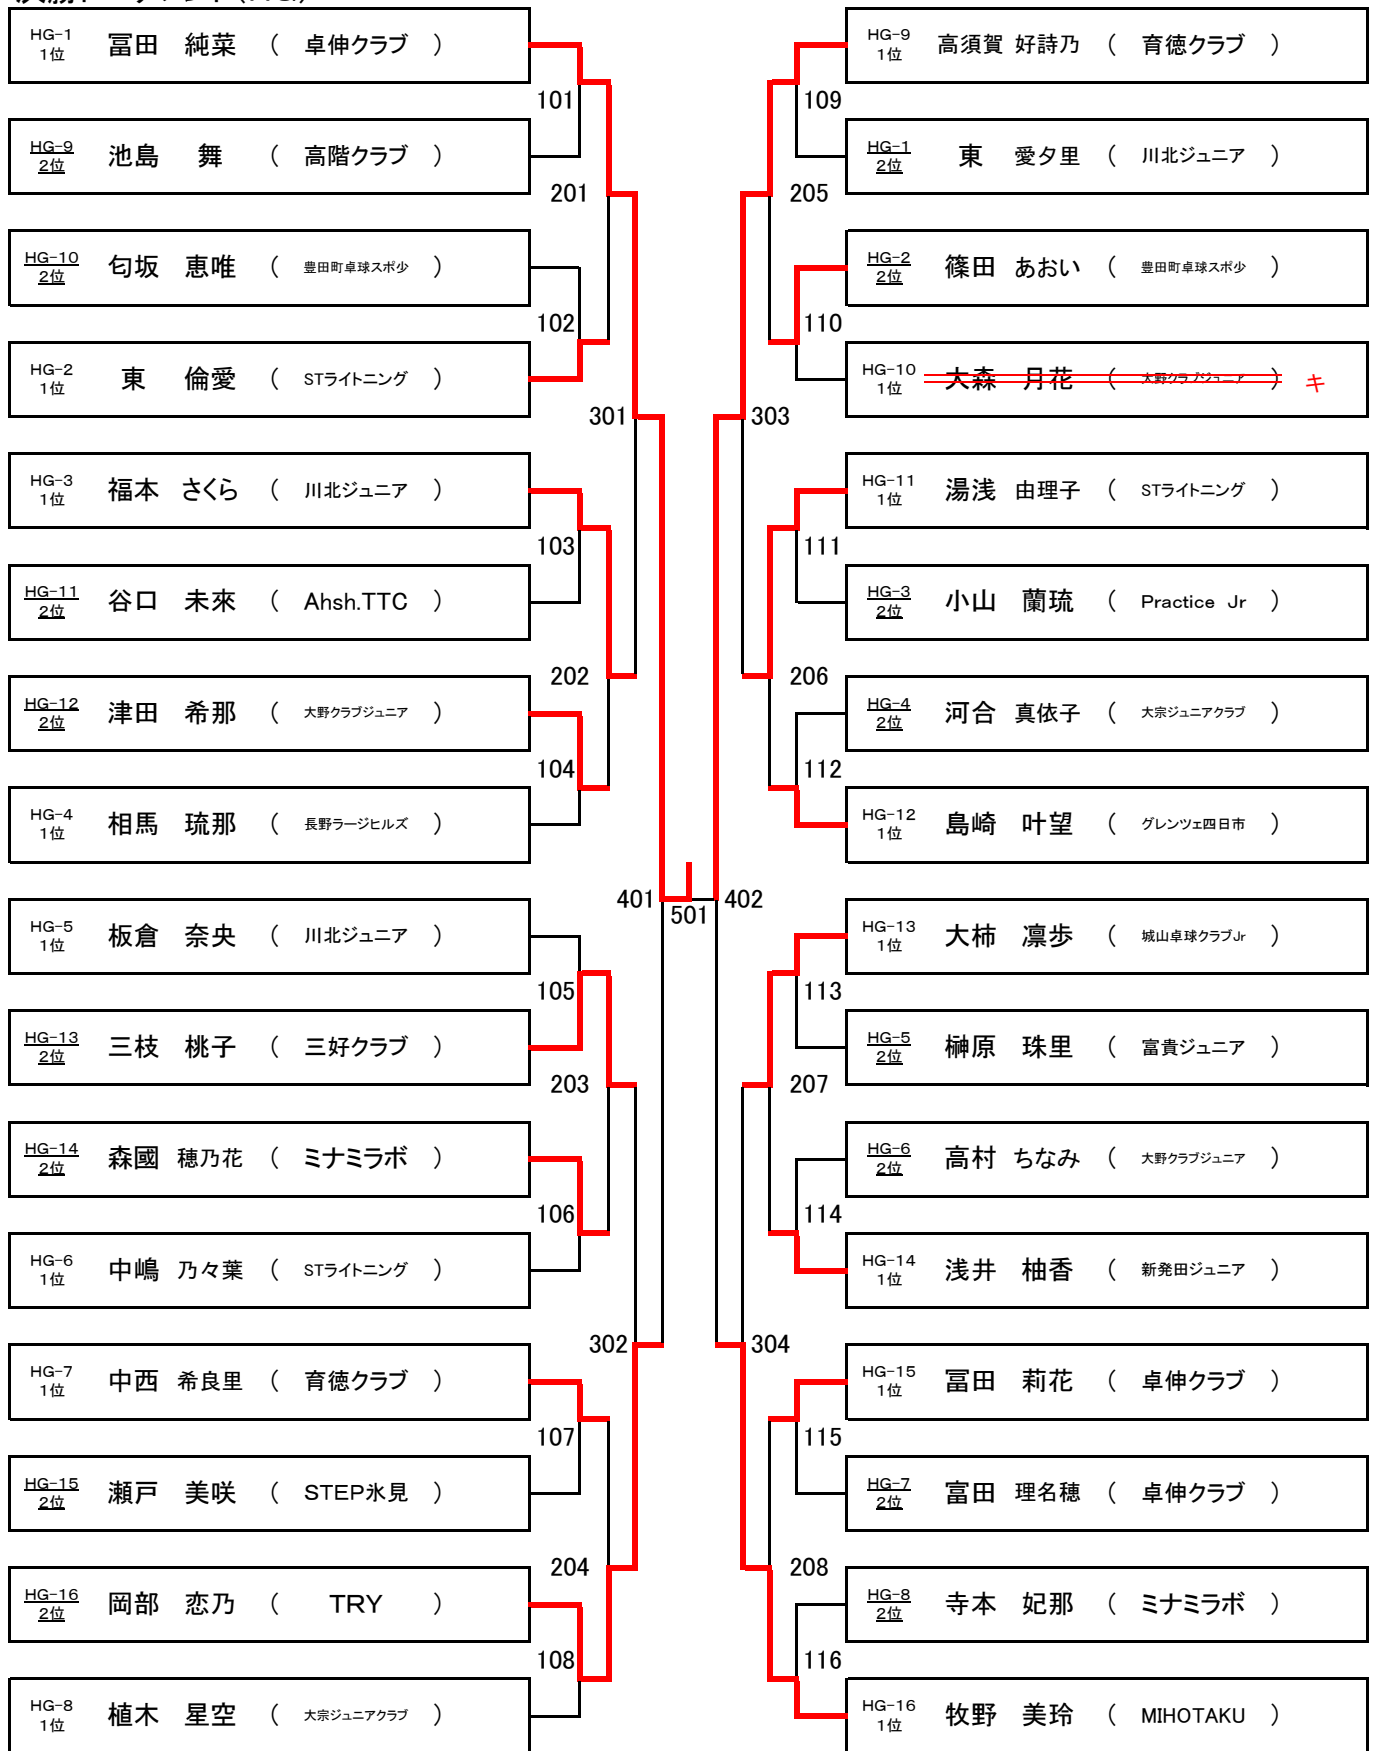 HG-1 1位 冨田 純菜 ( 卓伸クラブ )
101
HG-9 2位 池島 舞 ( 高階クラブ )
201
HG-10 2位 匂坂 恵唯 ( 豊田町卓球スポ少 )
102
HG-2 1位 東 倫愛 ( STライトニング )
301
HG-3 1位 福本 さくら ( 川北ジュニア )
103
HG-11 2位 谷口 未來 ( Ahsh.TTC )
202
HG-12 2位 津田 希那 ( 大野クラブジュニア )
104
HG-4 1位 相馬 琉那 ( 長野ラージヒルズ )
401
501
HG-5 1位 板倉 奈央 ( 川北ジュニア )
105
HG-13 2位 三枝 桃子 ( 三好クラブ )
203
HG-14 2位 森國 穂乃花 ( ミナミラボ )
106
HG-6 1位 中嶋 乃々葉 ( STライトニング )
302
HG-7 1位 中西 希良里 ( 育徳クラブ )
107
HG-15 2位 瀬戸 美咲 ( STEP氷見 )
204
HG-16 2位 岡部 恋乃 ( TRY )
108
HG-8 1位 植木 星空 ( 大宗ジュニアクラブ )
HG-9 1位 高須賀 好詩乃 ( 育徳クラブ )
109
HG-1 2位 東 愛夕里 ( 川北ジュニア )
205
HG-2 2位 篠田 あおい ( 豊田町卓球スポ少 )
110
HG-10 1位 大森 月花 ( 大野クラブジュニア ) キ
303
HG-11 1位 湯浅 由理子 ( STライトニング )
111
HG-3 2位 小山 蘭琉 ( Practice Jr )
206
HG-4 2位 河合 真依子 ( 大宗ジュニアクラブ )
112
HG-12 1位 島崎 叶望 ( グレンツェ四日市 )
402
HG-13 1位 大柿 凛歩 ( 城山卓球クラブJr )
113
HG-5 2位 榊原 珠里 ( 富貴ジュニア )
207
HG-6 2位 高村 ちなみ ( 大野クラブジュニア )
114
HG-14 1位 浅井 柚香 ( 新発田ジュニア )
304
HG-15 1位 冨田 莉花 ( 卓伸クラブ )
115
HG-7 2位 富田 理名穂 ( 卓伸クラブ )
208
HG-8 2位 寺本 妃那 ( ミナミラボ )
116
HG-16 1位 牧野 美玲 ( MIHOTAKU )